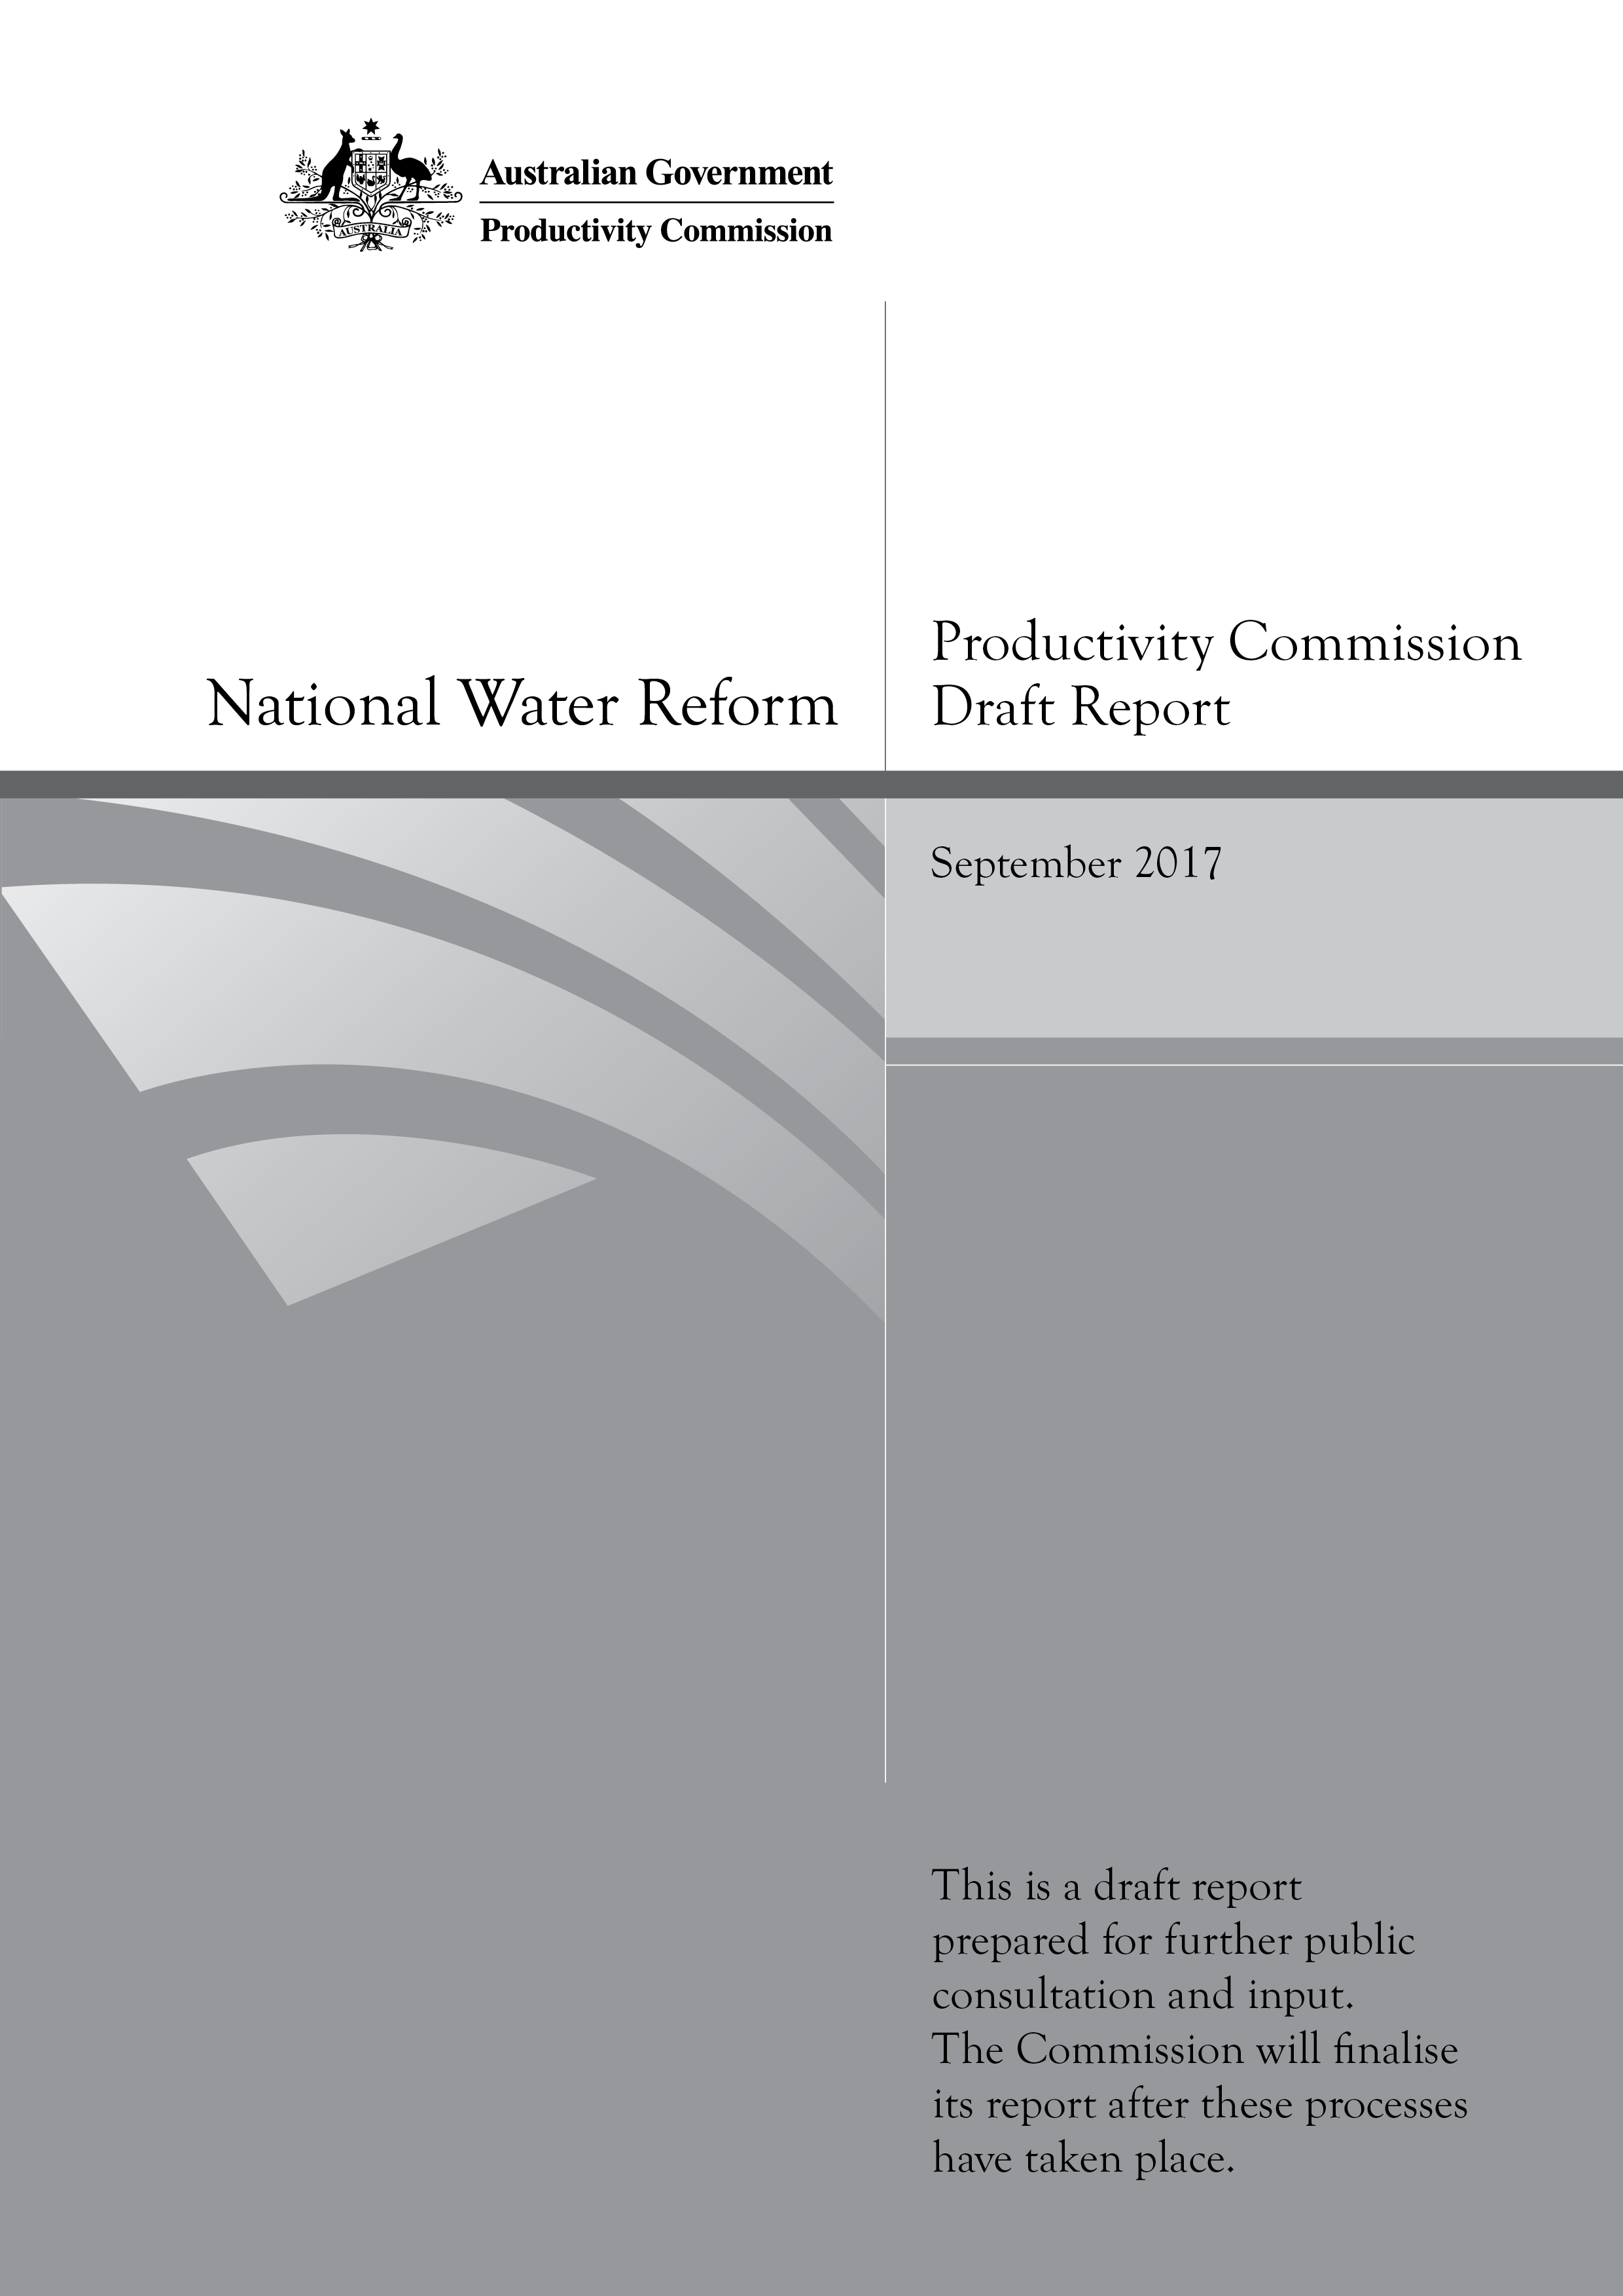 Australian Government
Productivity Commission
AUSTRALIA
National Water Reform
Productivity Commission
Draft Report
September 2017
This is a draft report
prepared for further public
consultation and input.
The Commission will finalise
its report after these processes
have taken place.